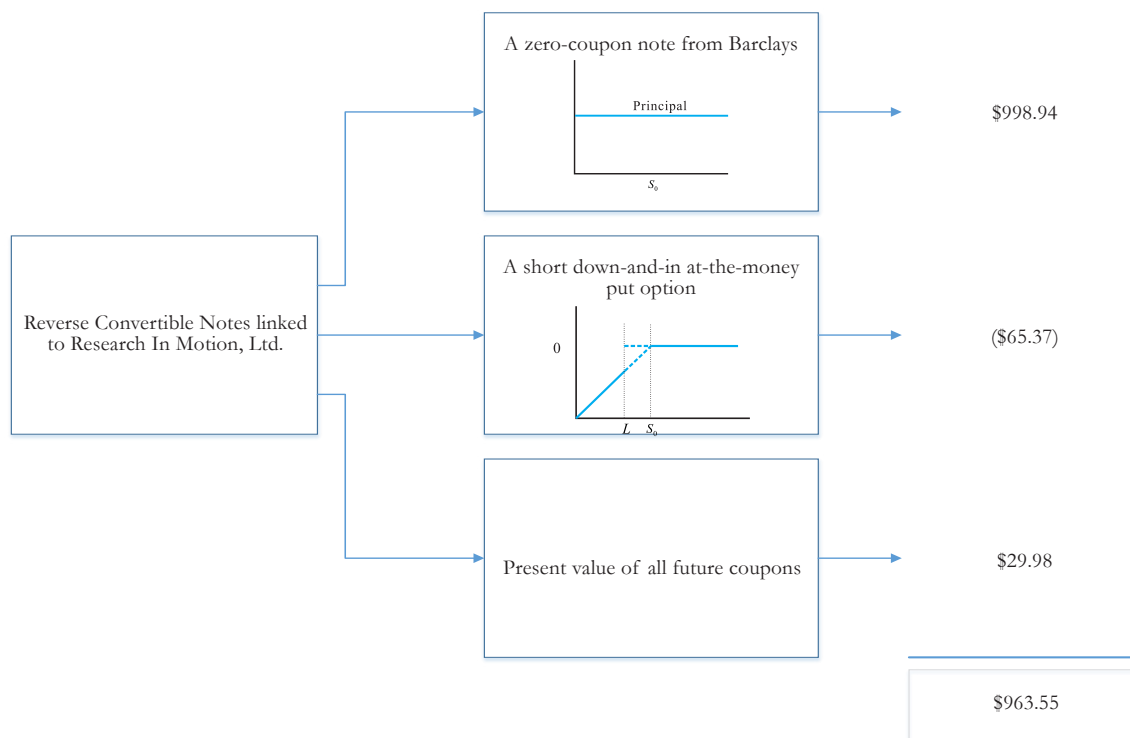 A zero-coupon note from Barclays
Principal
S₀
$998.94
Reverse Convertible Notes linked
to Research In Motion, Ltd.
A short down-and-in at-the-money
put option
0
L S₀
($65.37)
Present value of all future coupons
$29.98
$963.55